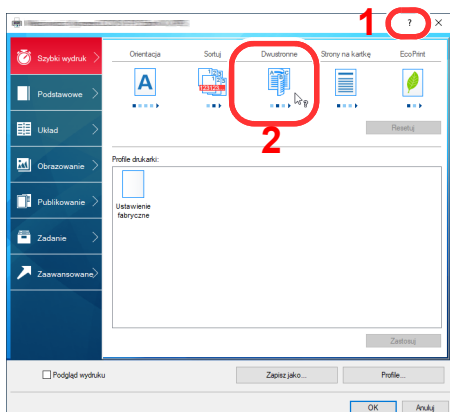 1
?
Szybki wydruk
Podstawowe
Układ
Obrazowanie
Publikowanie
Zadanie
Zaawansowane
Orientacja
Sortuj
Dwustronne
Strony na kartkę
EcoPrint
A
123123...
A C
?
2
Resetuj
Profile drukarki:
Ustawienie
fabryczne
Zastosuj
Podgląd wydruku
Zapisz jako...
Profile...
OK
Anuluj